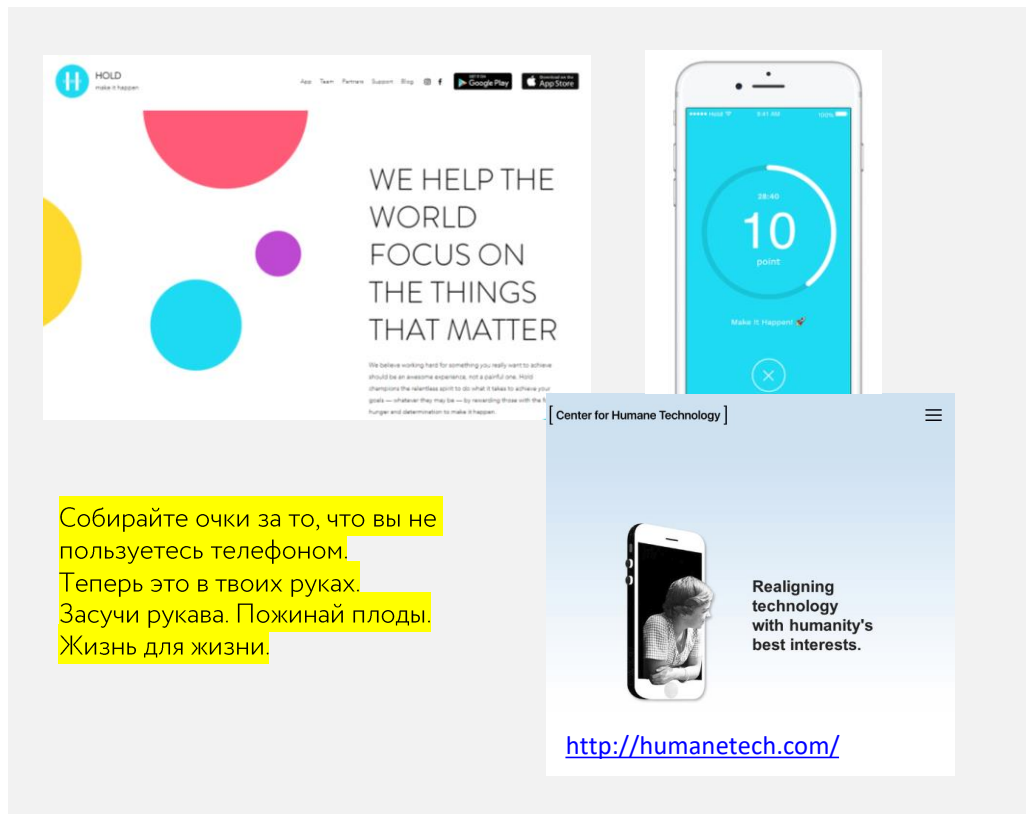 HOLD
make it happen
App Team Partners Support Blog
GET IT ON
Google Play
Download on the
App Store
WE HELP THE
WORLD
FOCUS ON
THE THINGS
THAT MATTER
We believe working hard for something you really want to achieve
should be an awesome experience, not a painful one. Hold
champions the relentless spirit to do what it takes to achieve your
goals — whatever they may be — by rewarding those with the
hunger and determination to make it happen.
Hold 9:41 AM 100%
28:40
10
point
Make It Happen! 🚀
[ Center for Humane Technology ]
Realigning
technology
with humanity's
best interests.
http://humanetech.com/
Собирайте очки за то, что вы не
пользуетесь телефоном.
Теперь это в твоих руках.
Засучи рукава. Пожинай плоды.
Жизнь для жизни.